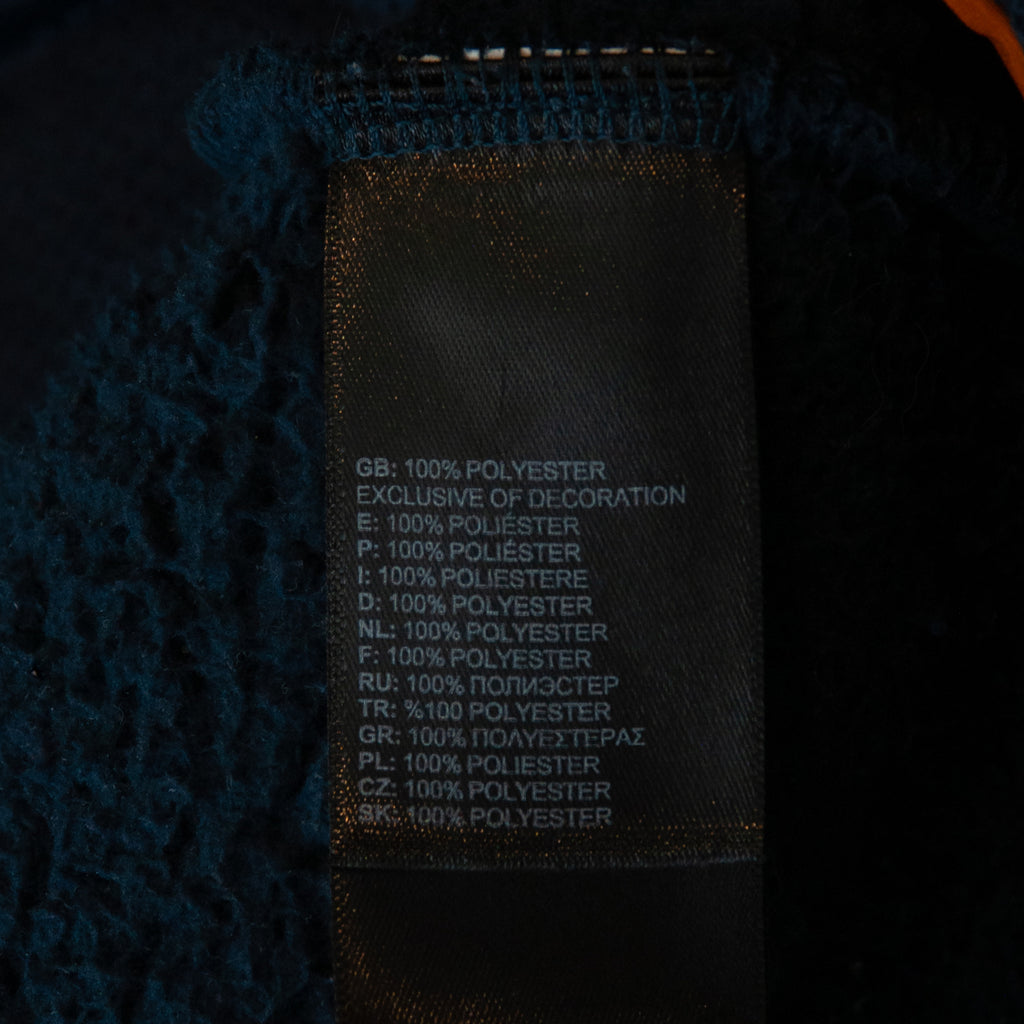 GB: 100% POLYESTER
EXCLUSIVE OF DECORATION
E: 100% POLIÉSTER
P: 100% POLIÉSTER
I: 100% POLIESTERE
D: 100% POLYESTER
NL: 100% POLYESTER
F: 100% POLYESTER
RU: 100% ПОЛИЭСТЕР
TR: %100 POLYESTER
GR: 100% ΠΟΛΥΕΣΤΕΡΑΣ
PL: 100% POLIESTER
CZ: 100% POLYESTER
SK: 100% POLYESTER